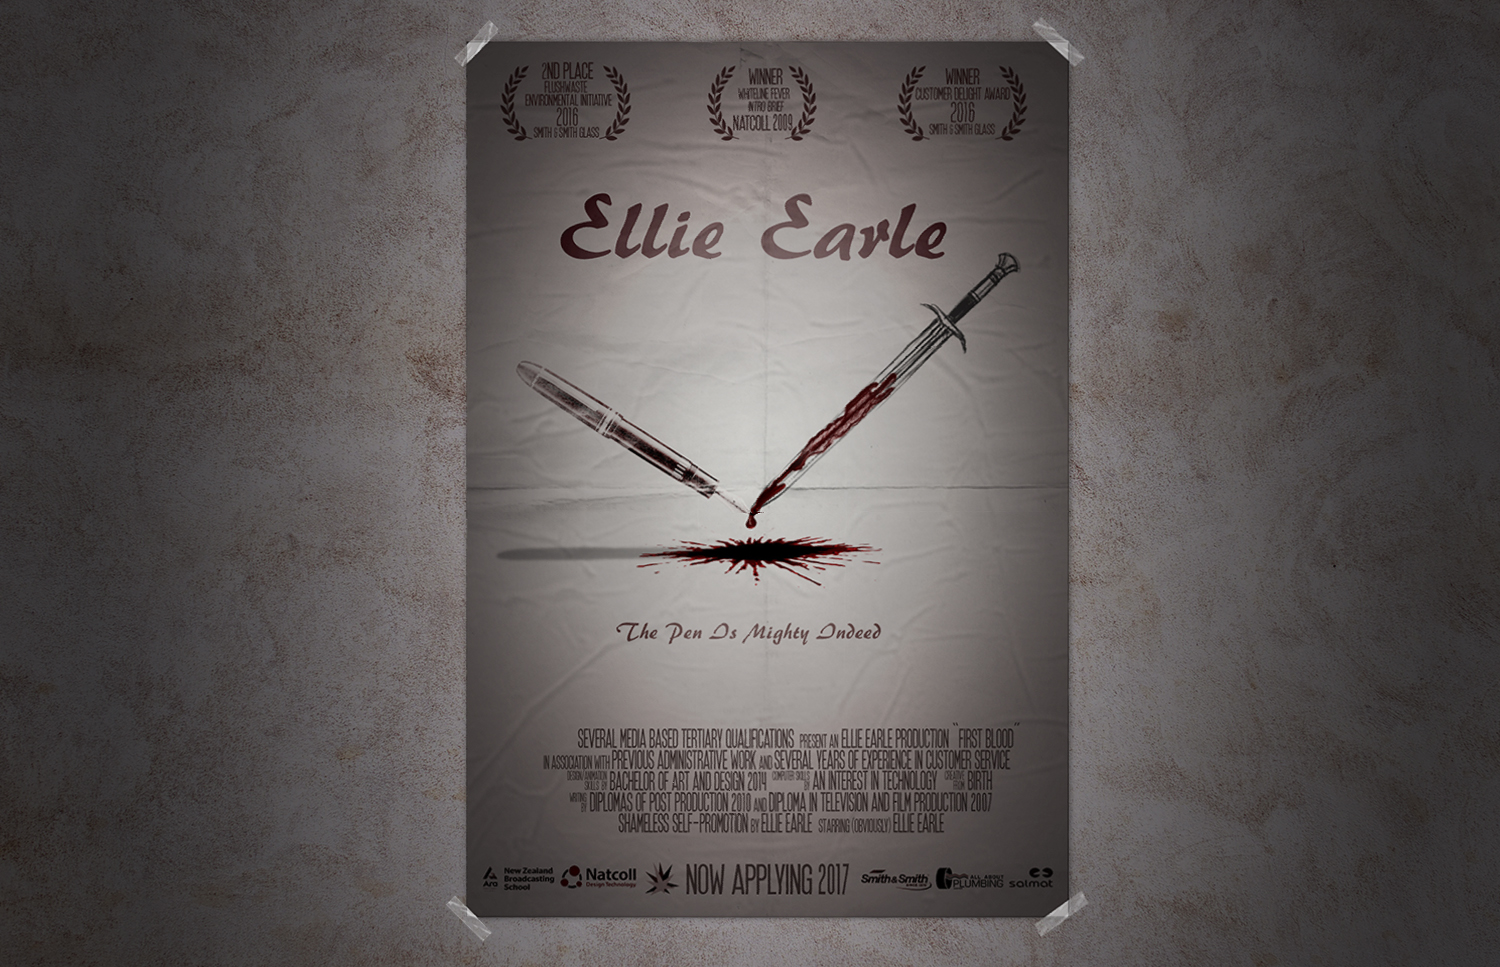 2ND PLACE
FLUSHWASTE
ENVIRONMENTAL INITIATIVE
2016
SMITH & SMITH GLASS
WINNER
WHITELINE FEVER
INTRO BRIEF
NATCOLL 2009
WINNER
CUSTOMER DELIGHT AWARD
2016
SMITH & SMITH GLASS
Ellie Earle
The Pen Is Mighty Indeed
SEVERAL MEDIA BASED TERTIARY QUALIFICATIONS PRESENT AN ELLIE EARLE PRODUCTION "FIRST BLOOD"
IN ASSOCIATION WITH PREVIOUS ADMINISTRATIVE WORK AND SEVERAL YEARS OF EXPERIENCE IN CUSTOMER SERVICE
DESIGN/ANIMATION SKILLS BY BACHELOR OF ART AND DESIGN 2014 COMPUTER SKILLS BY AN INTEREST IN TECHNOLOGY CREATIVE FROM BIRTH
WRITING BY DIPLOMAS OF POST PRODUCTION 2010 AND DIPLOMA IN TELEVISION AND FILM PRODUCTION 2007
SHAMELESS SELF-PROMOTION BY ELLIE EARLE STARRING (OBVIOUSLY) ELLIE EARLE
Ara
New Zealand
Broadcasting
School
Natcoll
Design Technology
NOW APPLYING 2017
Smith & Smith
ALL ABOUT
PLUMBING
salmat